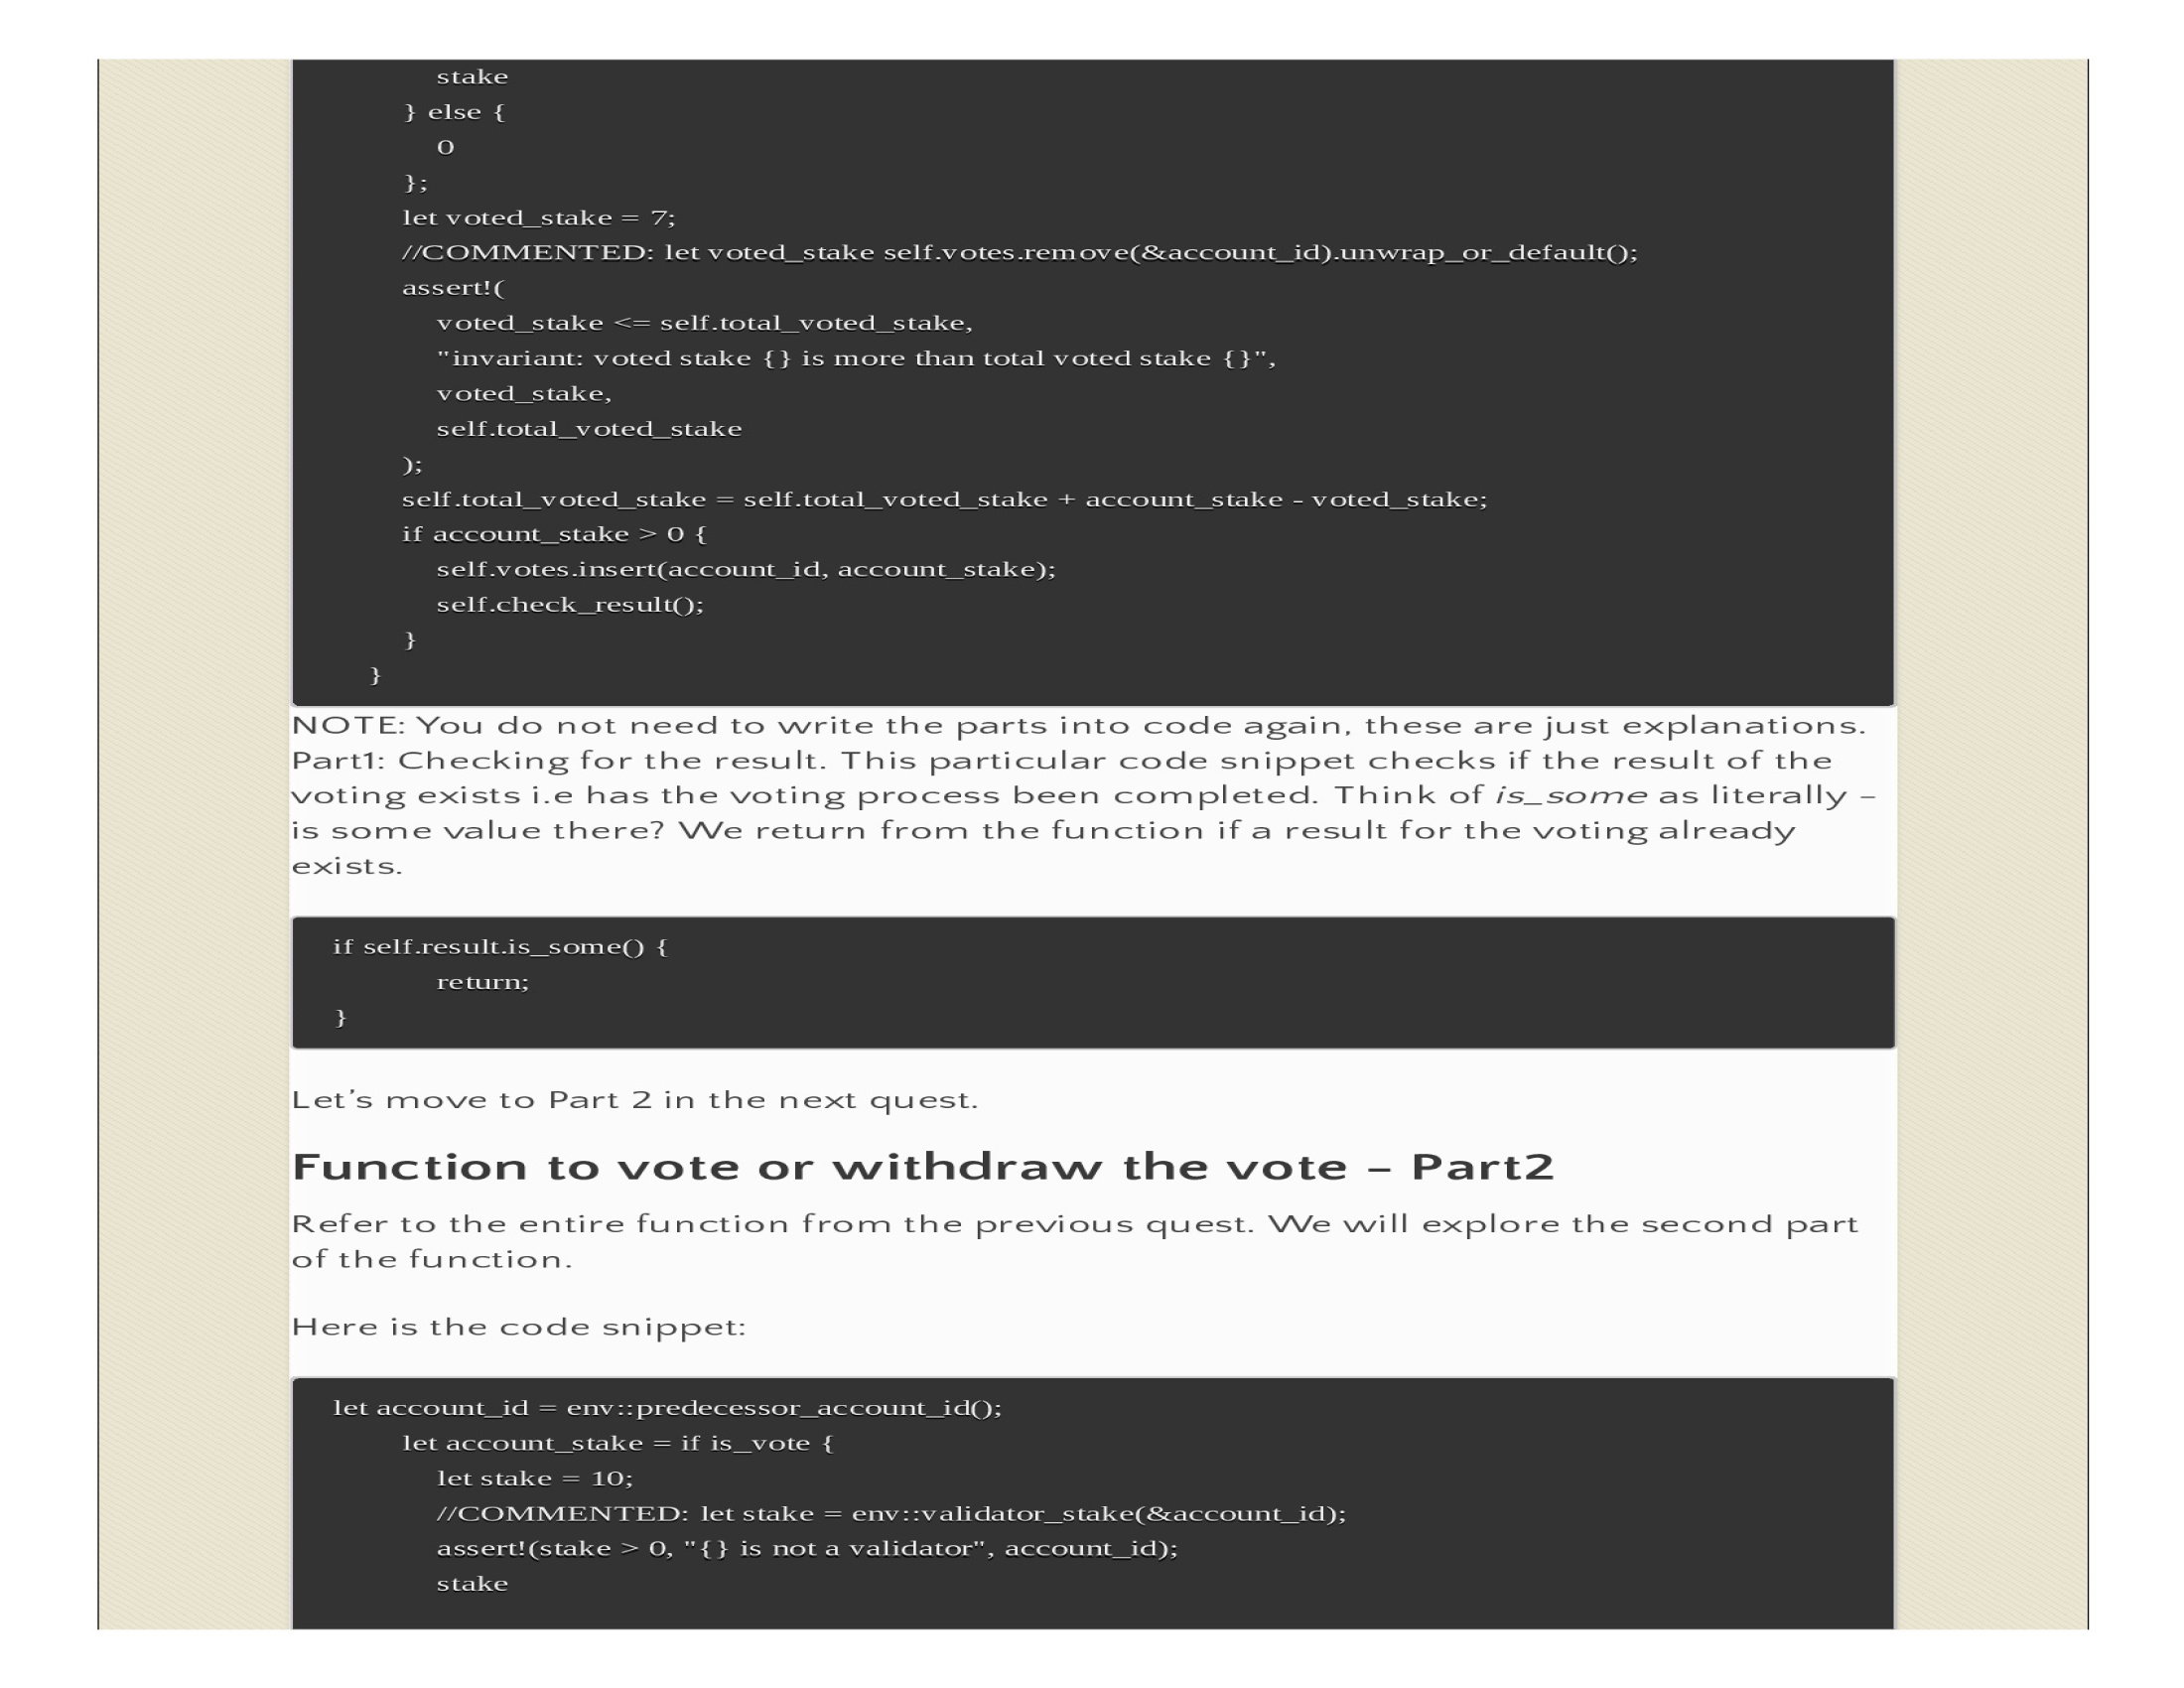 stake
} else {
0
};
let voted_stake = 7;
//COMMENTED: let voted_stake self.votes.remove(&account_id).unwrap_or_default();
assert!(
voted_stake <= self.total_voted_stake,
"invariant: voted stake {} is more than total voted stake {}",
voted_stake,
self.total_voted_stake
);
self.total_voted_stake = self.total_voted_stake + account_stake - voted_stake;
if account_stake > 0 {
self.votes.insert(account_id, account_stake);
self.check_result();
}
}
NOTE: You do not need to write the parts into code again, these are just explanations.
Part1: Checking for the result. This particular code snippet checks if the result of the
voting exists i.e has the voting process been completed. Think of is_some as literally –
is some value there? We return from the function if a result for the voting already
exists.
if self.result.is_some() {
return;
}
Let’s move to Part 2 in the next quest.
Function to vote or withdraw the vote – Part2
Refer to the entire function from the previous quest. We will explore the second part
of the function.
Here is the code snippet:
let account_id = env::predecessor_account_id();
let account_stake = if is_vote {
let stake = 10;
//COMMENTED: let stake = env::validator_stake(&account_id);
assert!(stake > 0, "{} is not a validator", account_id);
stake